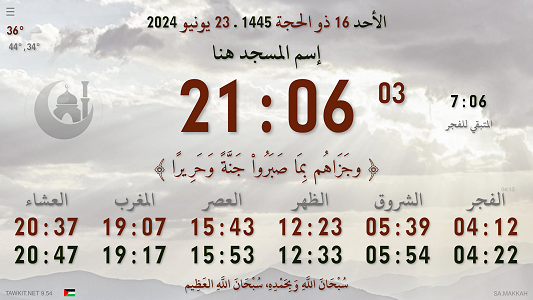 ☰
36°
44°, 34°
الأحد 16 ذو الحجة 1445 . 23 يونيو 2024
إسم المسجد هنا
21:06 03
7:06
المتبقي للفجر
﴿ وَجَزَاهُم بِمَا صَبَرُوا۟ جَنَّةً وَحَرِيرًا ﴾
الفجر الشروق الظهر العصر المغرب العشاء
04:12 05:39 12:23 15:43 19:07 20:37
04:22 05:54 12:33 15:53 19:17 20:47
سُبْحَانَ اللَّهِ وَبِحَمْدِهِ، سُبْحَانَ اللَّهِ العَظِيمِ
TAWKIT.NET 9.54
SA.MAKKAH